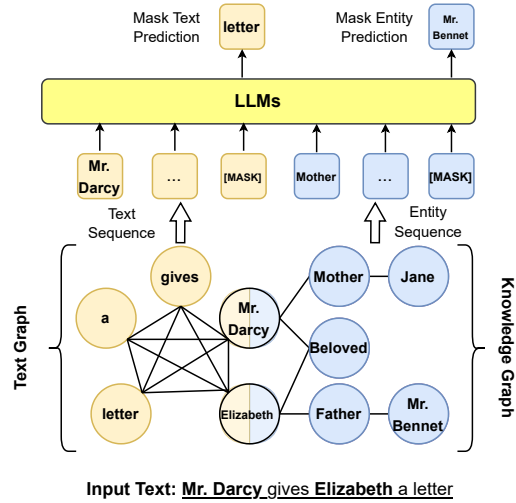 Mask Text
Prediction
letter
Mask Entity
Prediction
Mr.
Bennet
LLMs
Mr.
Darcy
...
[MASK]
Mother
...
[MASK]
Text
Sequence
Entity
Sequence
Text Graph
gives
a
letter
Mr.
Darcy
Elizabeth
Mother
Jane
Beloved
Father
Mr.
Bennet
Knowledge Graph
Input Text: Mr. Darcy gives Elizabeth a letter